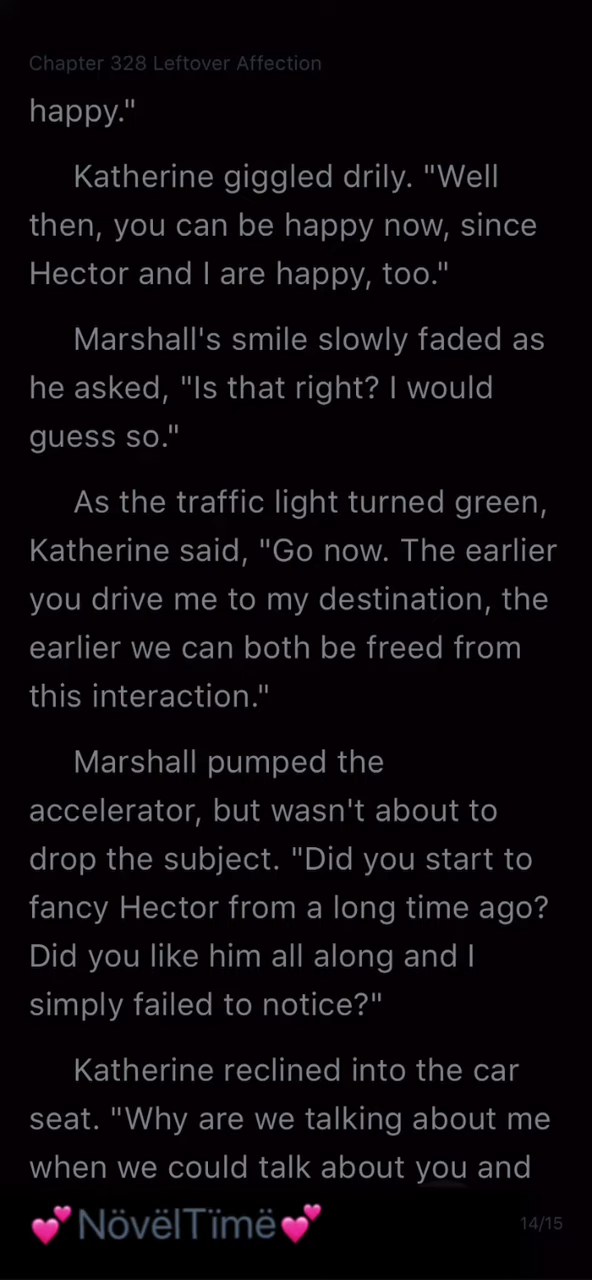 Chapter 328 Leftover Affection
happy."
Katherine giggled drily. "Well
then, you can be happy now, since
Hector and I are happy, too."
Marshall's smile slowly faded as
he asked, "Is that right? I would
guess so."
As the traffic light turned green,
Katherine said, "Go now. The earlier
you drive me to my destination, the
earlier we can both be freed from
this interaction."
Marshall pumped the
accelerator, but wasn't about to
drop the subject. "Did you start to
fancy Hector from a long time ago?
Did you like him all along and I
simply failed to notice?"
Katherine reclined into the car
seat. "Why are we talking about me
when we could talk about you and
💕NövëlTïmë💕
14/15